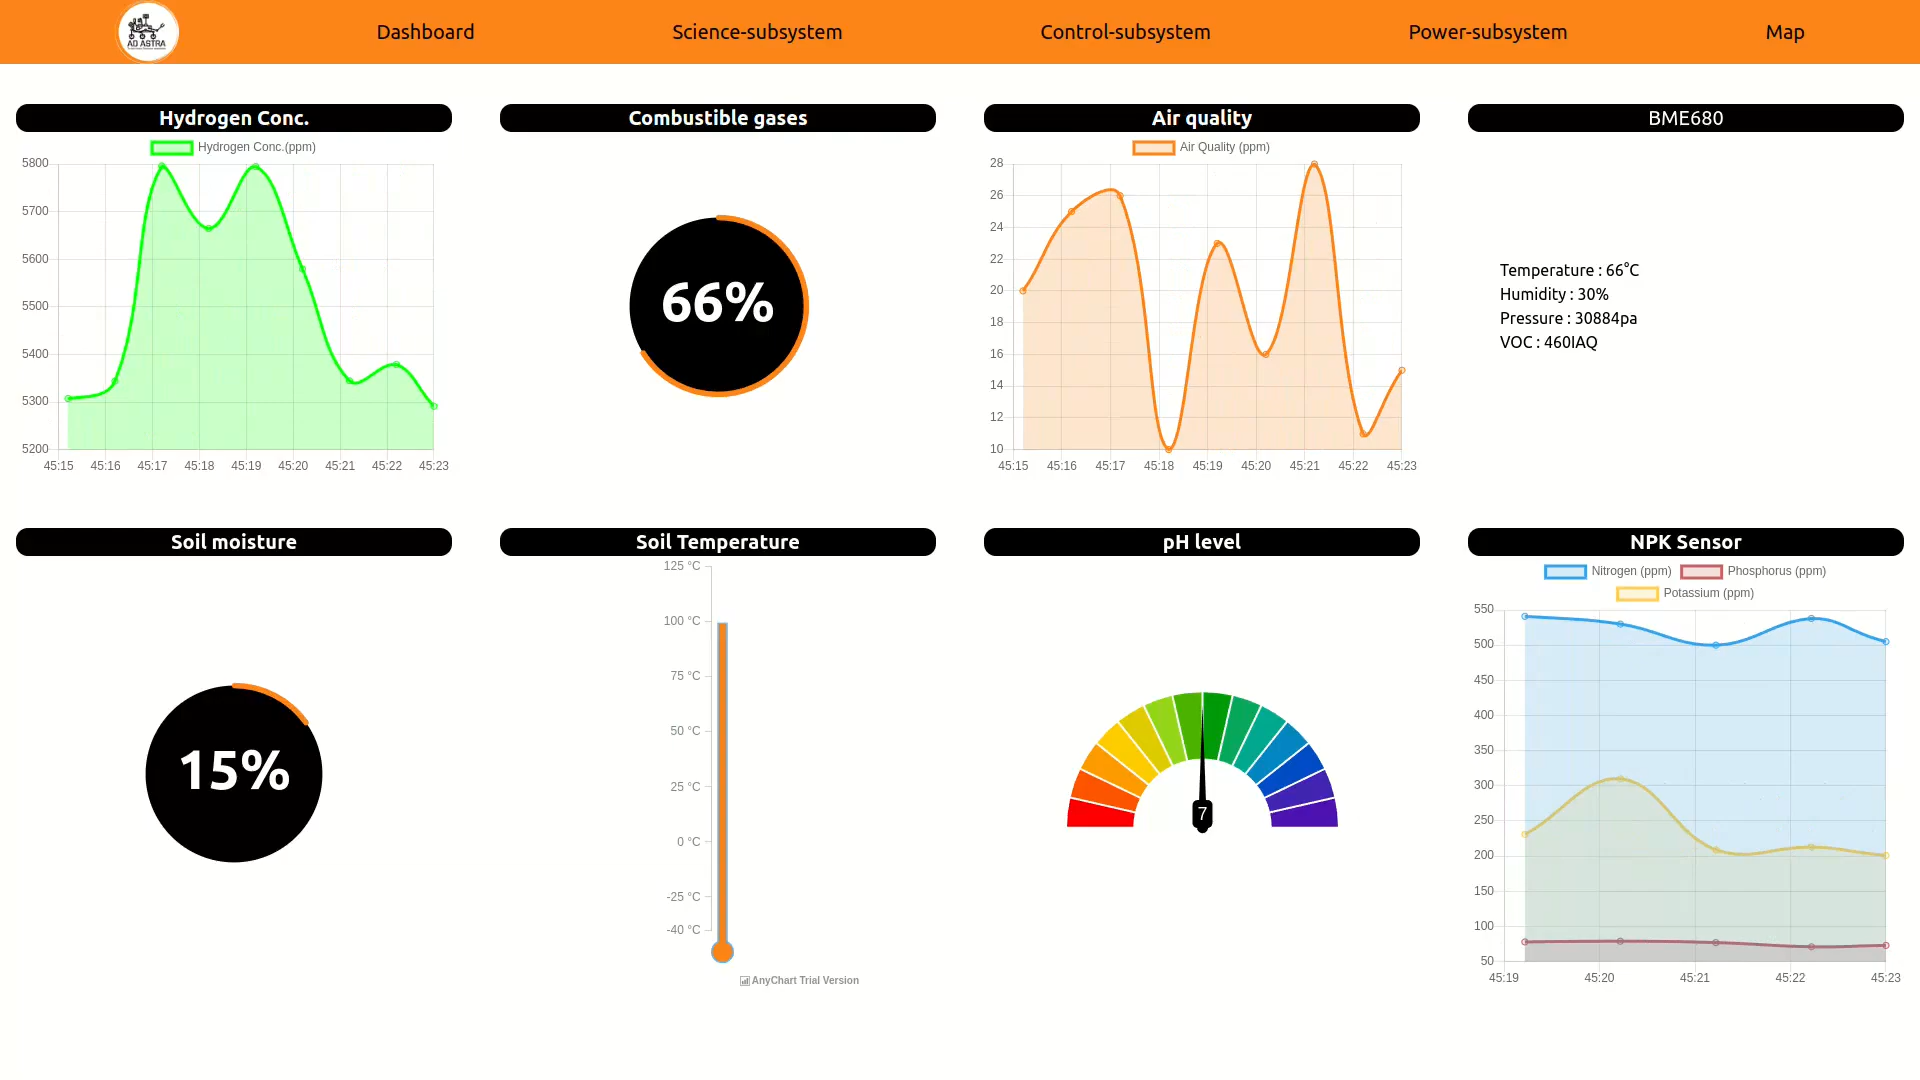 AD ASTRA
Dashboard
Science-subsystem
Control-subsystem
Power-subsystem
Map
Hydrogen Conc.
Hydrogen Conc.(ppm)
5800
5700
5600
5500
5400
5300
5200
45:15 45:16 45:17 45:18 45:19 45:20 45:21 45:22 45:23
Combustible gases
66%
Air quality
Air Quality (ppm)
28
26
24
22
20
18
16
14
12
10
45:15 45:16 45:17 45:18 45:19 45:20 45:21 45:22 45:23
BME680
Temperature : 66°C
Humidity : 30%
Pressure : 30884pa
VOC : 460IAQ
Soil moisture
15%
Soil Temperature
125 °C
100 °C
75 °C
50 °C
25 °C
0 °C
-25 °C
-40 °C
AnyChart Trial Version
pH level
7
NPK Sensor
Nitrogen (ppm) Phosphorus (ppm)
Potassium (ppm)
550
500
450
400
350
300
250
200
150
100
50
45:19 45:20 45:21 45:22 45:23